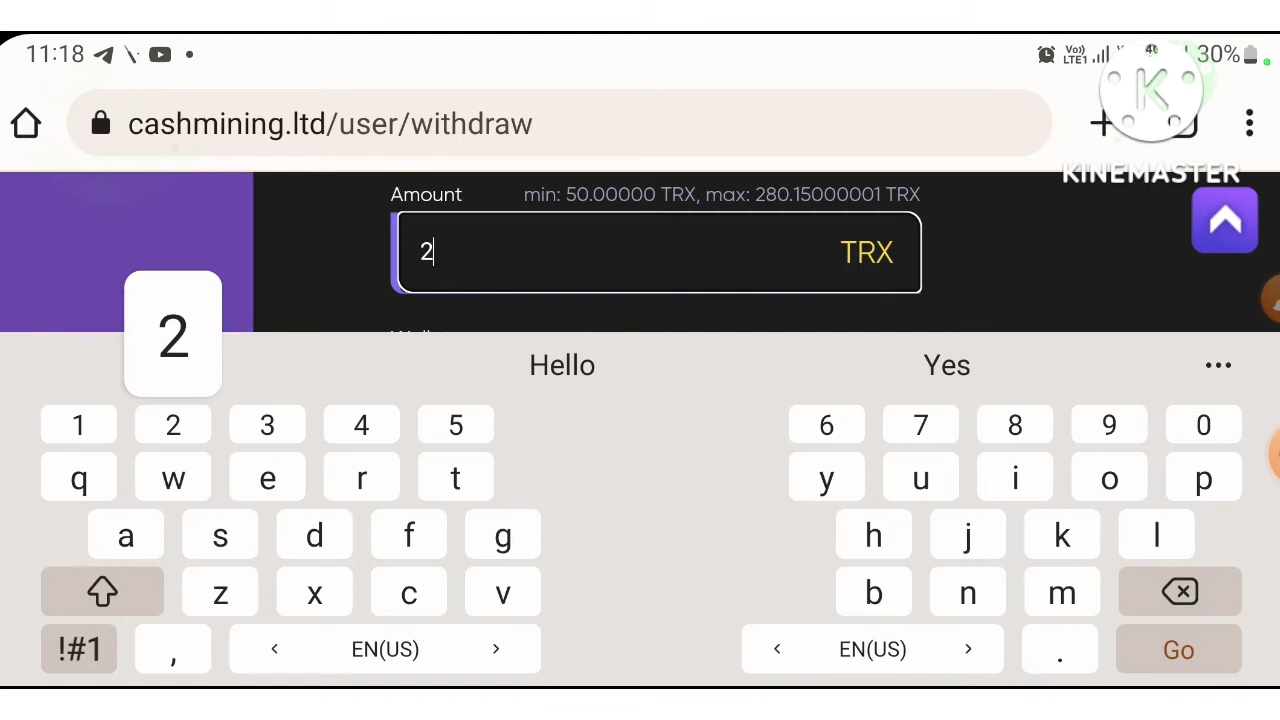 11:18
LTE1
30%
cashmining.ltd/user/withdraw
K
KINEMASTER
Amount
min: 50.00000 TRX, max: 280.15000001 TRX
2
TRX
2
Hello
Yes
1 2 3 4 5 6 7 8 9 0
q w e r t y u i o p
a s d f g h j k l
z x c v b n m
!#1 , < EN(US) > < EN(US) > . Go